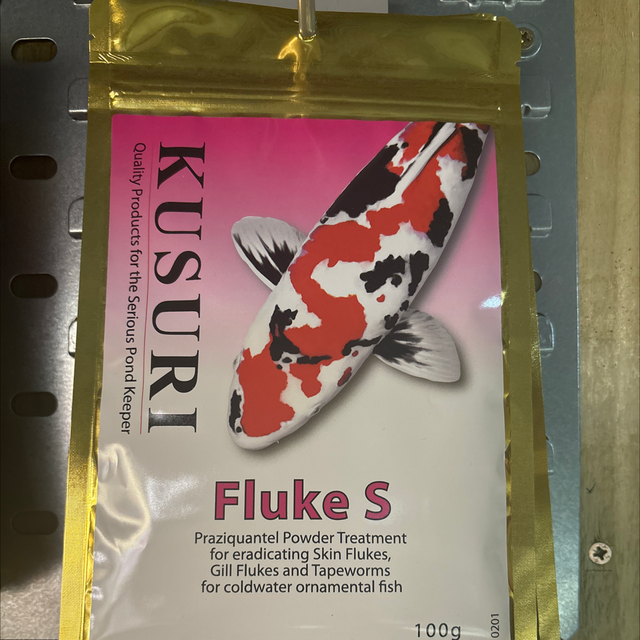 KUSURI
Quality Products for the Serious Pond Keeper
Fluke S
Praziquantel Powder Treatment
for eradicating Skin Flukes,
Gill Flukes and Tapeworms
for coldwater ornamental fish
100g
0201